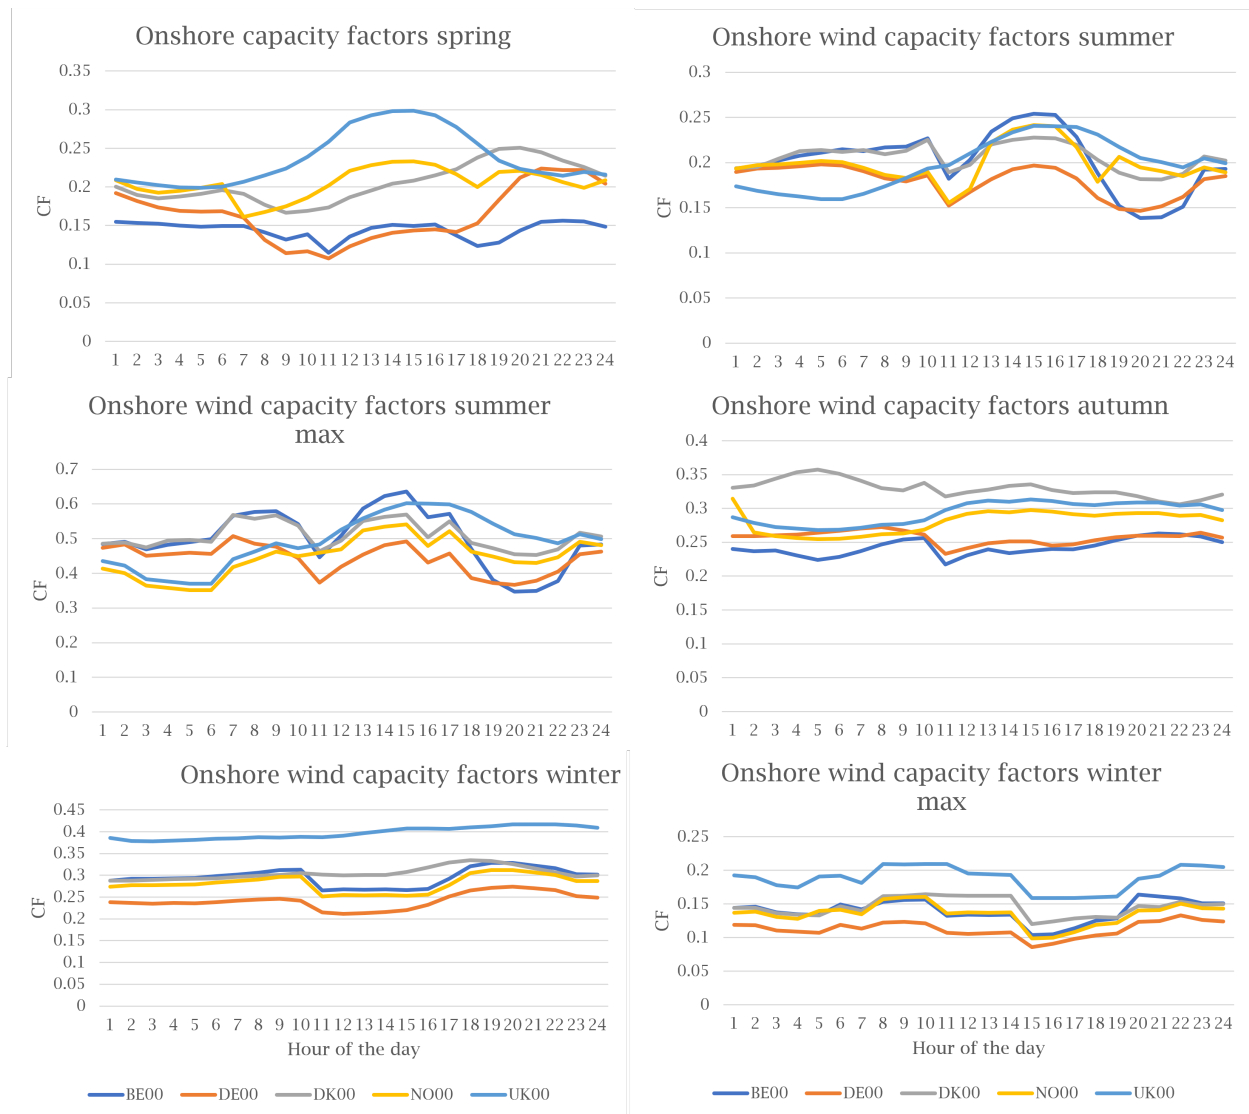 Onshore capacity factors spring
0.35
0.3
0.25
0.2
0.15
0.1
0.05
0
CF
1 2 3 4 5 6 7 8 9 10 11 12 13 14 15 16 17 18 19 20 21 22 23 24
Onshore wind capacity factors summer
0.3
0.25
0.2
0.15
0.1
0.05
0
CF
1 2 3 4 5 6 7 8 9 10 11 12 13 14 15 16 17 18 19 20 21 22 23 24
Onshore wind capacity factors summer
max
0.7
0.6
0.5
0.4
0.3
0.2
0.1
0
CF
1 2 3 4 5 6 7 8 9 10 11 12 13 14 15 16 17 18 19 20 21 22 23 24
Onshore wind capacity factors autumn
0.4
0.35
0.3
0.25
0.2
0.15
0.1
0.05
0
CF
1 2 3 4 5 6 7 8 9 10 11 12 13 14 15 16 17 18 19 20 21 22 23 24
Onshore wind capacity factors winter
0.45
0.4
0.35
0.3
0.25
0.2
0.15
0.1
0.05
0
CF
1 2 3 4 5 6 7 8 9 10 11 12 13 14 15 16 17 18 19 20 21 22 23 24
Hour of the day
BE00 DE00 DK00 NO00 UK00
Onshore wind capacity factors winter
max
0.25
0.2
0.15
0.1
0.05
0
CF
1 2 3 4 5 6 7 8 9 10 11 12 13 14 15 16 17 18 19 20 21 22 23 24
Hour of the day
BE00 DE00 DK00 NO00 UK00